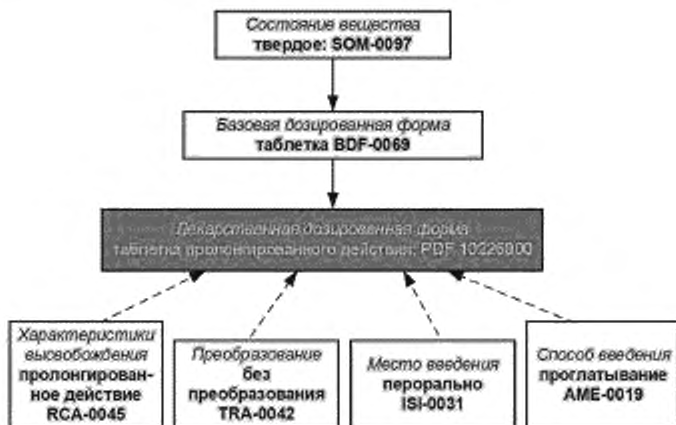 Состояние вещества
твердое: SOM-0097
Базовая дозированная форма
таблетка BDF-0069
Лекарственная дозированная форма
таблетка пролонгированного действия: PDF 10226000
Характеристики
высвобождения
пролонгирован-
ное действие
RCA-0045
Преобразование
без
преобразования
TRA-0042
Место введения
перорально
ISI-0031
Способ введения
проглатывание
AME-0019